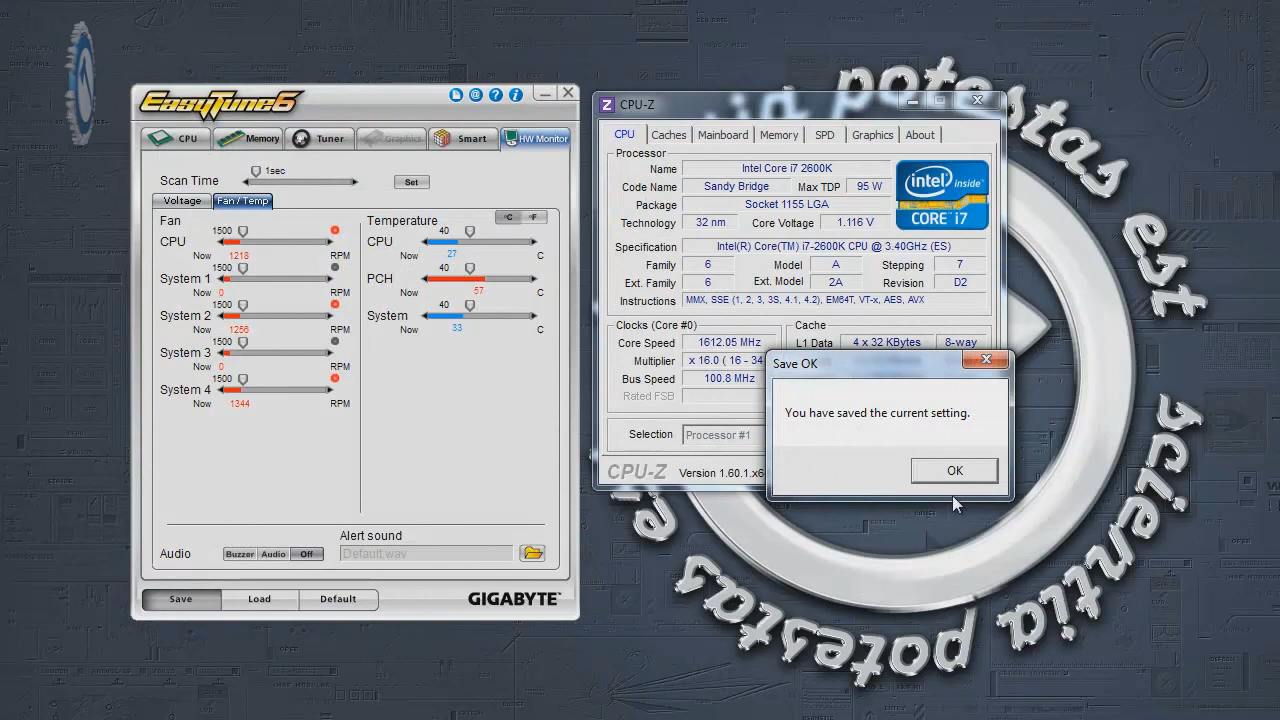 EasyTune6
CPU
Memory
Tuner
Graphics
Smart
HW Monitor
Scan Time
1sec
Set
Voltage
Fan / Temp
Fan
1500
CPU
Now
1218
RPM
1500
System 1
Now
0
RPM
1500
System 2
Now
1256
RPM
1500
System 3
Now
0
RPM
1500
System 4
Now
1344
RPM
Temperature
°C
°F
40
CPU
Now
27
C
40
PCH
Now
57
C
40
System
Now
33
C
Alert sound
Audio
Buzzer
Audio
Off
Default.wav
Save
Load
Default
GIGABYTE™
Z CPU-Z
CPU
Caches
Mainboard
Memory
SPD
Graphics
About
Processor
Name Intel Core i7 2600K
Code Name Sandy Bridge Max TDP 95 W
Package Socket 1155 LGA
Technology 32 nm Core Voltage 1.116 V
intel inside™
CORE i7
Specification Intel(R) Core(TM) i7-2600K CPU @ 3.40GHz (ES)
Family 6 Model A Stepping 7
Ext. Family 6 Ext. Model 2A Revision D2
Instructions MMX, SSE (1, 2, 3, 3S, 4.1, 4.2), EM64T, VT-x, AES, AVX
Clocks (Core #0)
Core Speed 1612.05 MHz
Multiplier x 16.0 ( 16 - 34
Bus Speed 100.8 MHz
Rated FSB
Cache
L1 Data 4 x 32 KBytes 8-way
Selection Processor #1
CPU-Z Version 1.60.1.x6
Save OK
You have saved the current setting.
OK
potestas est
scientia potestas